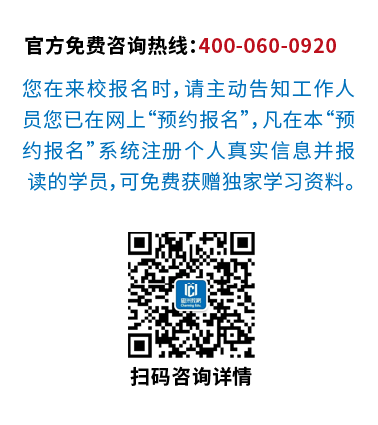 官方免费咨询热线：400-060-0920
您在来校报名时，请主动告知工作人
员您已在网上“预约报名”，凡在本“预
约报名”系统注册个人真实信息并报
读的学员，可免费获赠独家学习资料。
扫码咨询详情